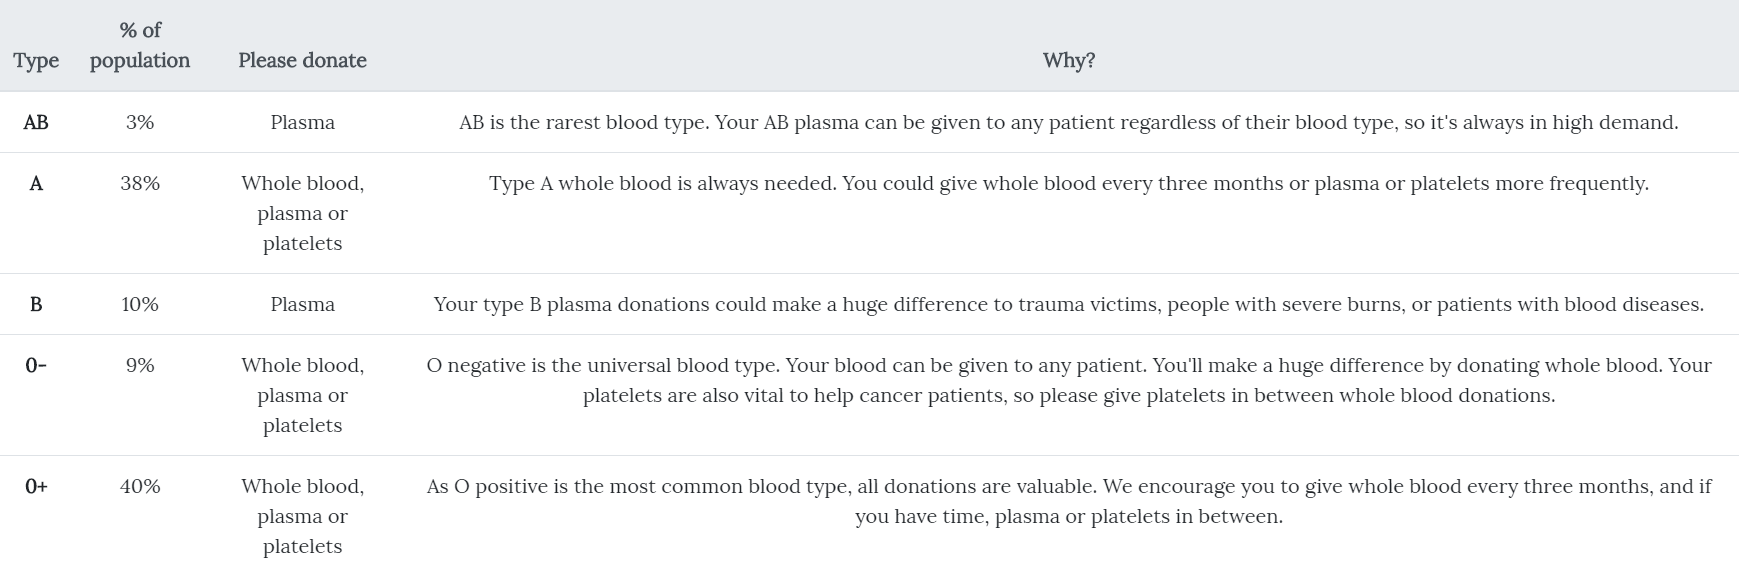 % of
Type population Please donate Why?
AB 3% Plasma AB is the rarest blood type. Your AB plasma can be given to any patient regardless of their blood type, so it's always in high demand.
A 38% Whole blood, Type A whole blood is always needed. You could give whole blood every three months or plasma or platelets more frequently.
plasma or
platelets
B 10% Plasma Your type B plasma donations could make a huge difference to trauma victims, people with severe burns, or patients with blood diseases.
0- 9% Whole blood, O negative is the universal blood type. Your blood can be given to any patient. You'll make a huge difference by donating whole blood. Your
plasma or platelets are also vital to help cancer patients, so please give platelets in between whole blood donations.
platelets
0+ 40% Whole blood, As O positive is the most common blood type, all donations are valuable. We encourage you to give whole blood every three months, and if
plasma or you have time, plasma or platelets in between.
platelets